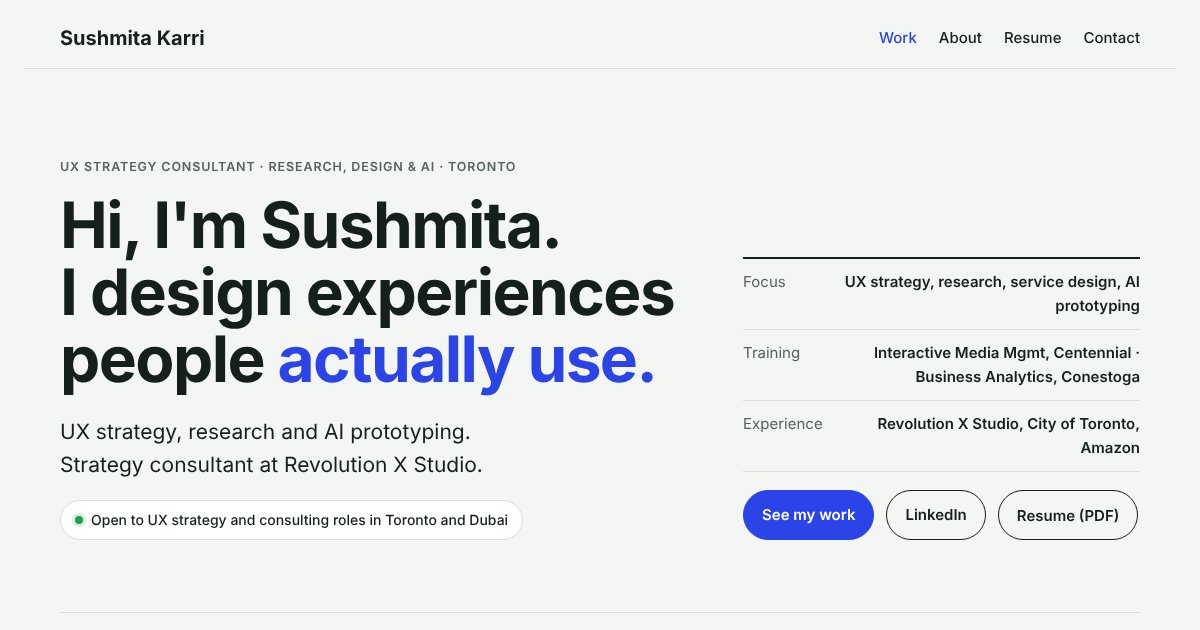 Sushmita Karri
Work About Resume Contact
UX STRATEGY CONSULTANT · RESEARCH, DESIGN & AI · TORONTO
Hi, I'm Sushmita.
I design experiences
people actually use.
UX strategy, research and AI prototyping.
Strategy consultant at Revolution X Studio.
Open to UX strategy and consulting roles in Toronto and Dubai
Focus UX strategy, research, service design, AI
prototyping
Training Interactive Media Mgmt, Centennial ·
Business Analytics, Conestoga
Experience Revolution X Studio, City of Toronto,
Amazon
See my work LinkedIn Resume (PDF)